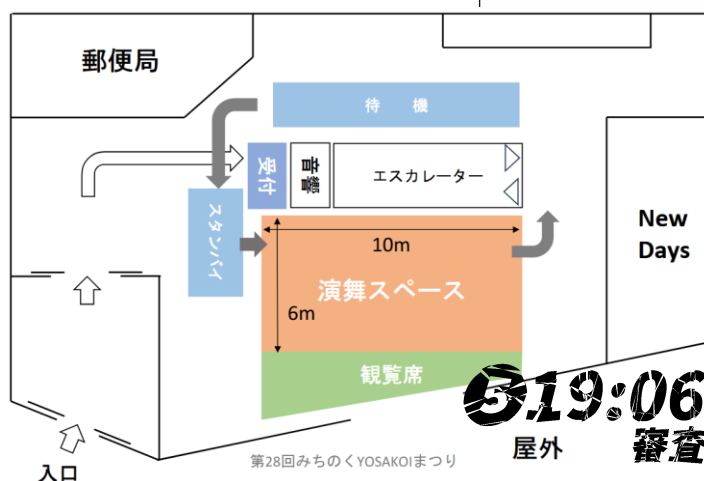 郵便局
待　機
受付
音響
エスカレーター
スタンバイ
10m
New
Days
演舞スペース
6m
観覧席
⑤19:06
審査
屋外
第28回みちのくYOSAKOIまつり
入口